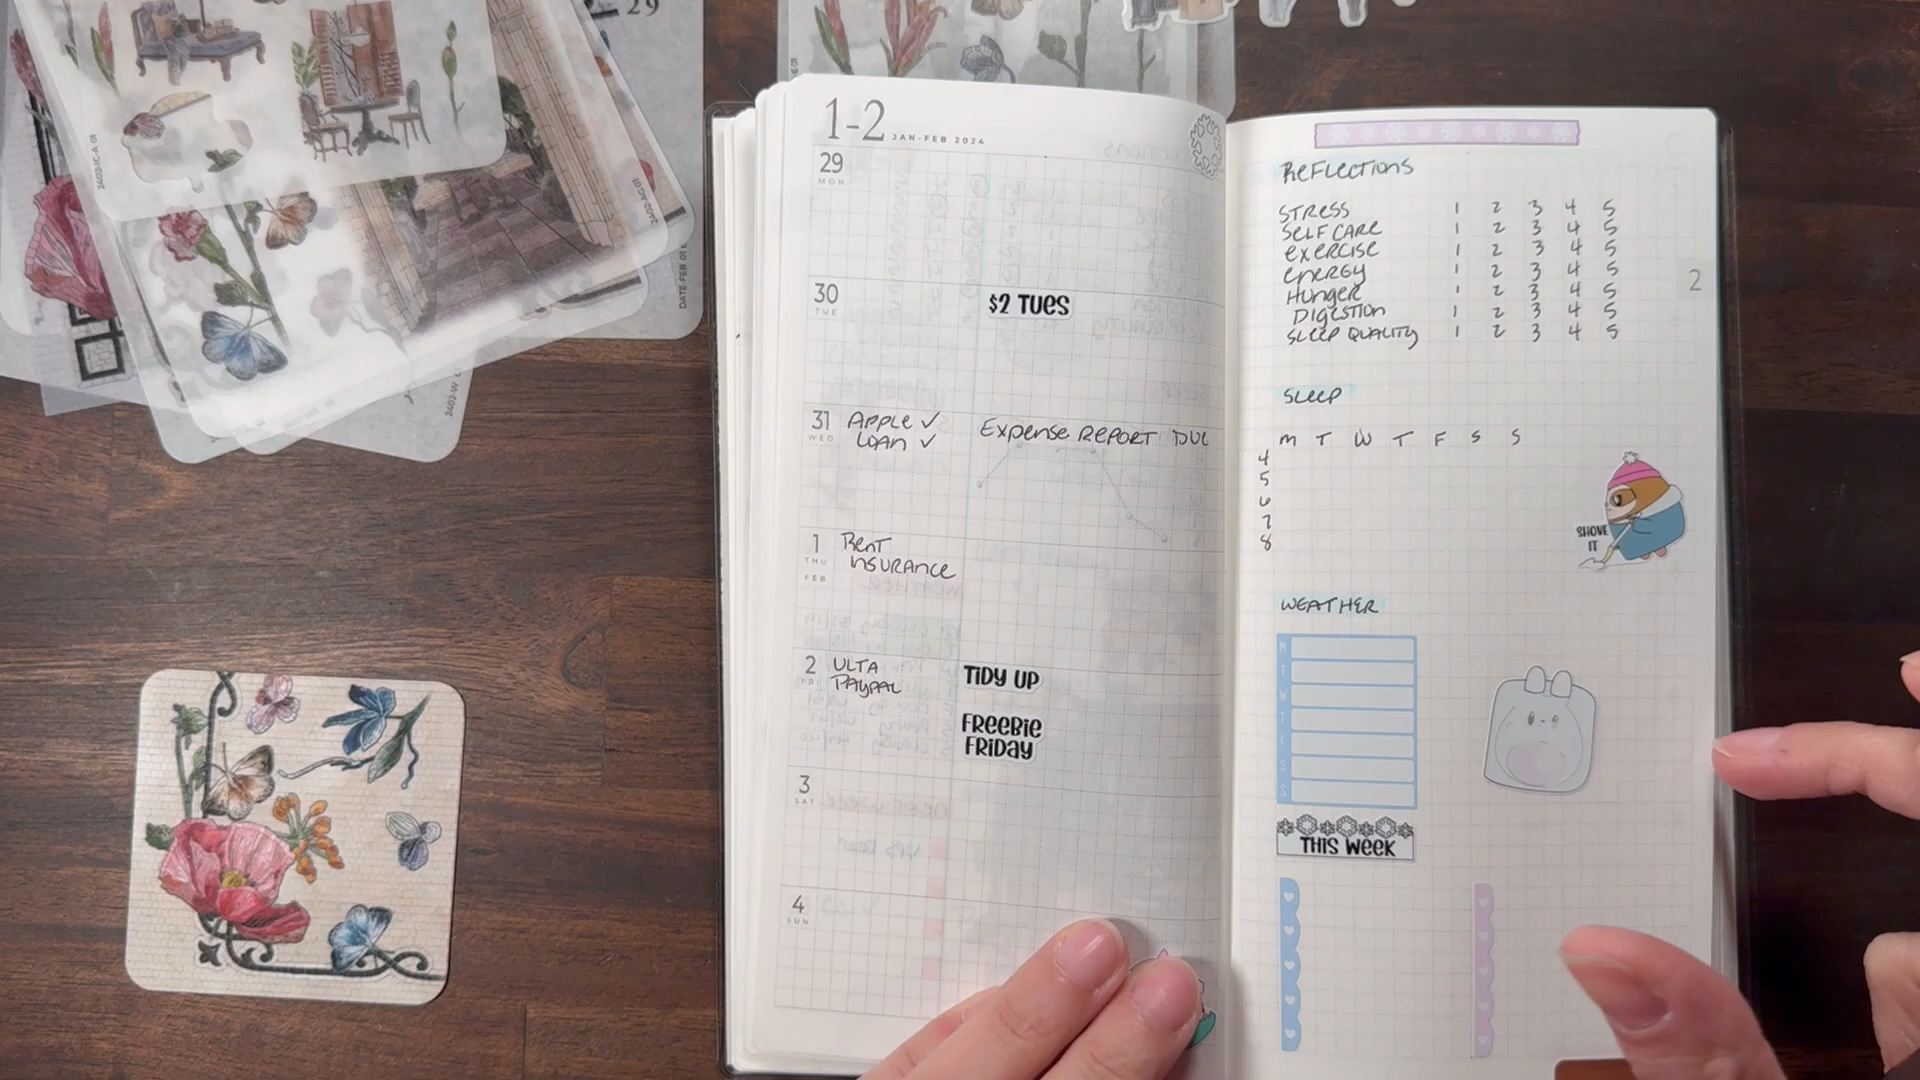 29
1-2 JAN-FEB 2024
29
MON
30
TUE
$2 TUES
31
WED
APPLE ✓
LOAN ✓
EXPENSE REPORT DUE
1
THU
FEB
RENT
INSURANCE
2
FRI
ULTA
PAYPAL
TIDY UP
FREEBIE
FRIDAY
3
SAT
4
SUN
REFLECTIONS
STRESS 1 2 3 4 5
SELF CARE 1 2 3 4 5
EXERCISE 1 2 3 4 5
ENERGY 1 2 3 4 5
HUNGER 1 2 3 4 5
DIGESTION 1 2 3 4 5
SLEEP QUALITY 1 2 3 4 5
2
SLEEP
M T W T F S S
4
5
6
7
8
SHOVE
IT
WEATHER
M
T
W
T
F
S
S
THIS WEEK